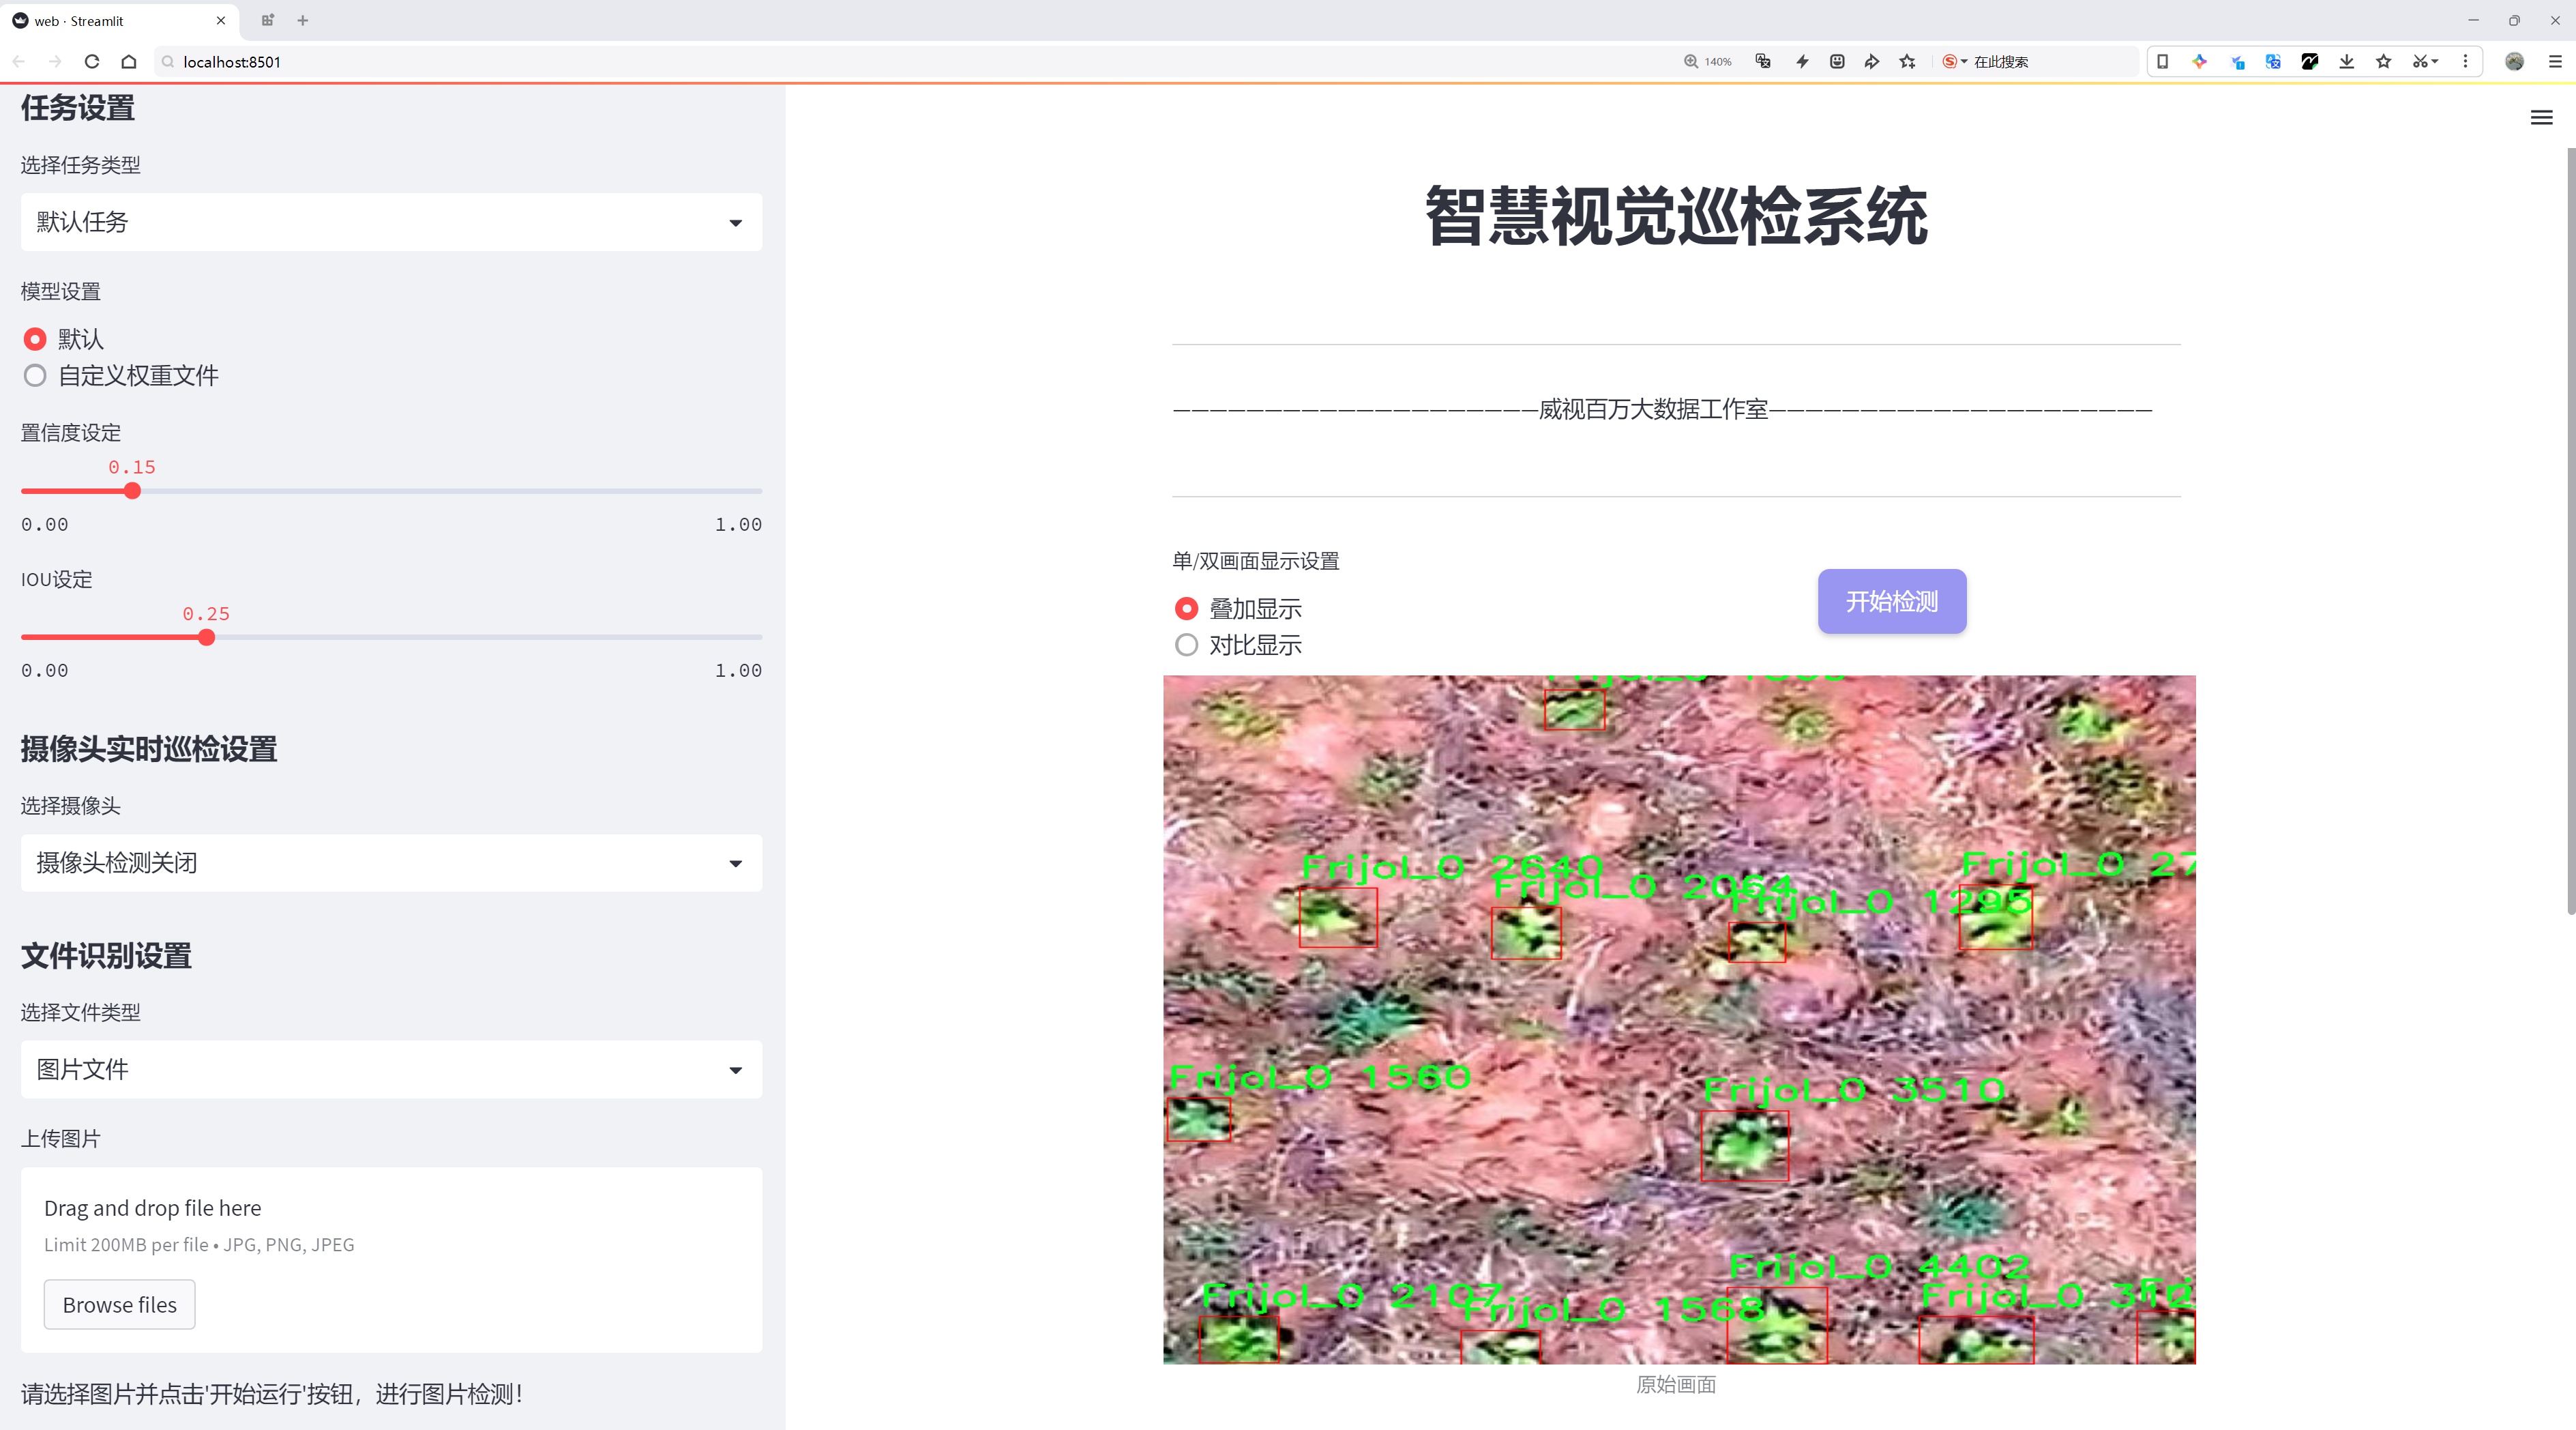 web · Streamlit
localhost:8501
140%
在此搜索
任务设置
选择任务类型
默认任务
模型设置
默认
自定义权重文件
置信度设定
0.15
0.00 1.00
IOU设定
0.25
0.00 1.00
摄像头实时巡检设置
选择摄像头
摄像头检测关闭
文件识别设置
选择文件类型
图片文件
上传图片
Drag and drop file here
Limit 200MB per file • JPG, PNG, JPEG
Browse files
请选择图片并点击'开始运行'按钮，进行图片检测！
智慧视觉巡检系统
————————————————————威视百万大数据工作室—————————————————————
单/双画面显示设置
叠加显示
对比显示
开始检测
Frijol_0 2640
Frijol_0 2064
Frijol_0 1295
Frijol_0 27
Frijol_0 1560
Frijol_0 3510
Frijol_0 2107
Frijol_0 1568
Frijol_0 4402
Frijol_0
原始画面